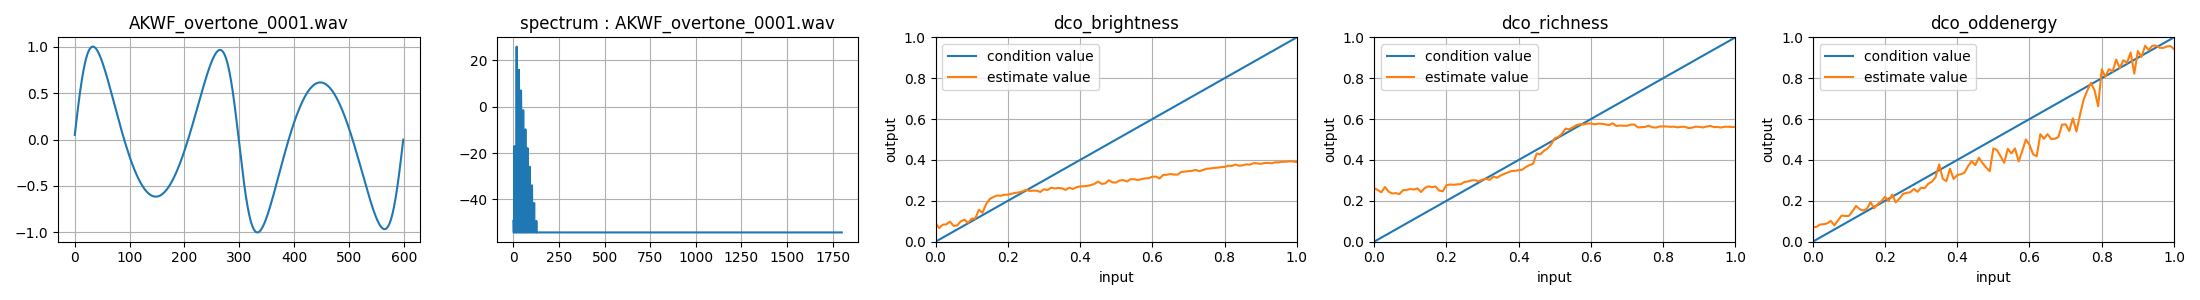 AKWF_overtone_0001.wav
1.0
0.5
0.0
−0.5
−1.0
0 100 200 300 400 500 600
spectrum : AKWF_overtone_0001.wav
20
0
−20
−40
0 250 500 750 1000 1250 1500 1750
dco_brightness
condition value
estimate value
output
1.0
0.8
0.6
0.4
0.2
0.0
0.0 0.2 0.4 0.6 0.8 1.0
input
dco_richness
condition value
estimate value
output
1.0
0.8
0.6
0.4
0.2
0.0
0.0 0.2 0.4 0.6 0.8 1.0
input
dco_oddenergy
condition value
estimate value
output
1.0
0.8
0.6
0.4
0.2
0.0
0.0 0.2 0.4 0.6 0.8 1.0
input